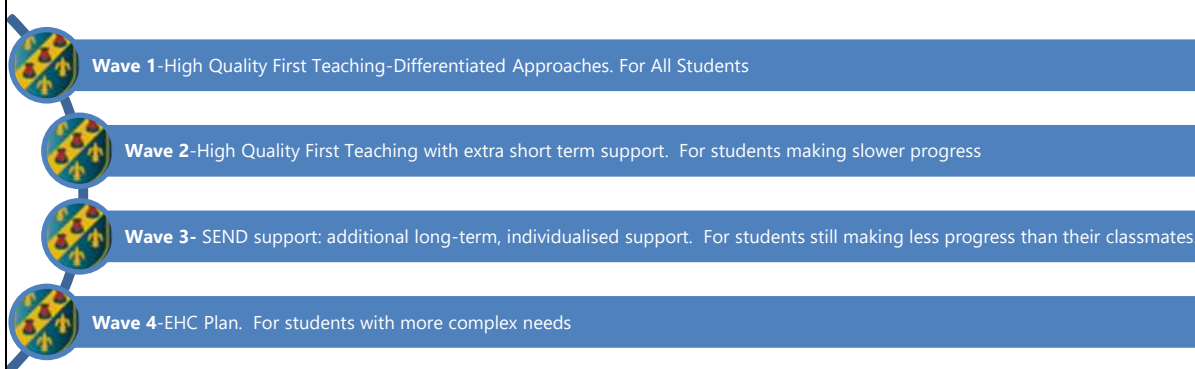 Wave 1-High Quality First Teaching-Differentiated Approaches. For All Students
Wave 2-High Quality First Teaching with extra short term support.  For students making slower progress
Wave 3- SEND support: additional long-term, individualised support.  For students still making less progress than their classmates
Wave 4-EHC Plan.  For students with more complex needs